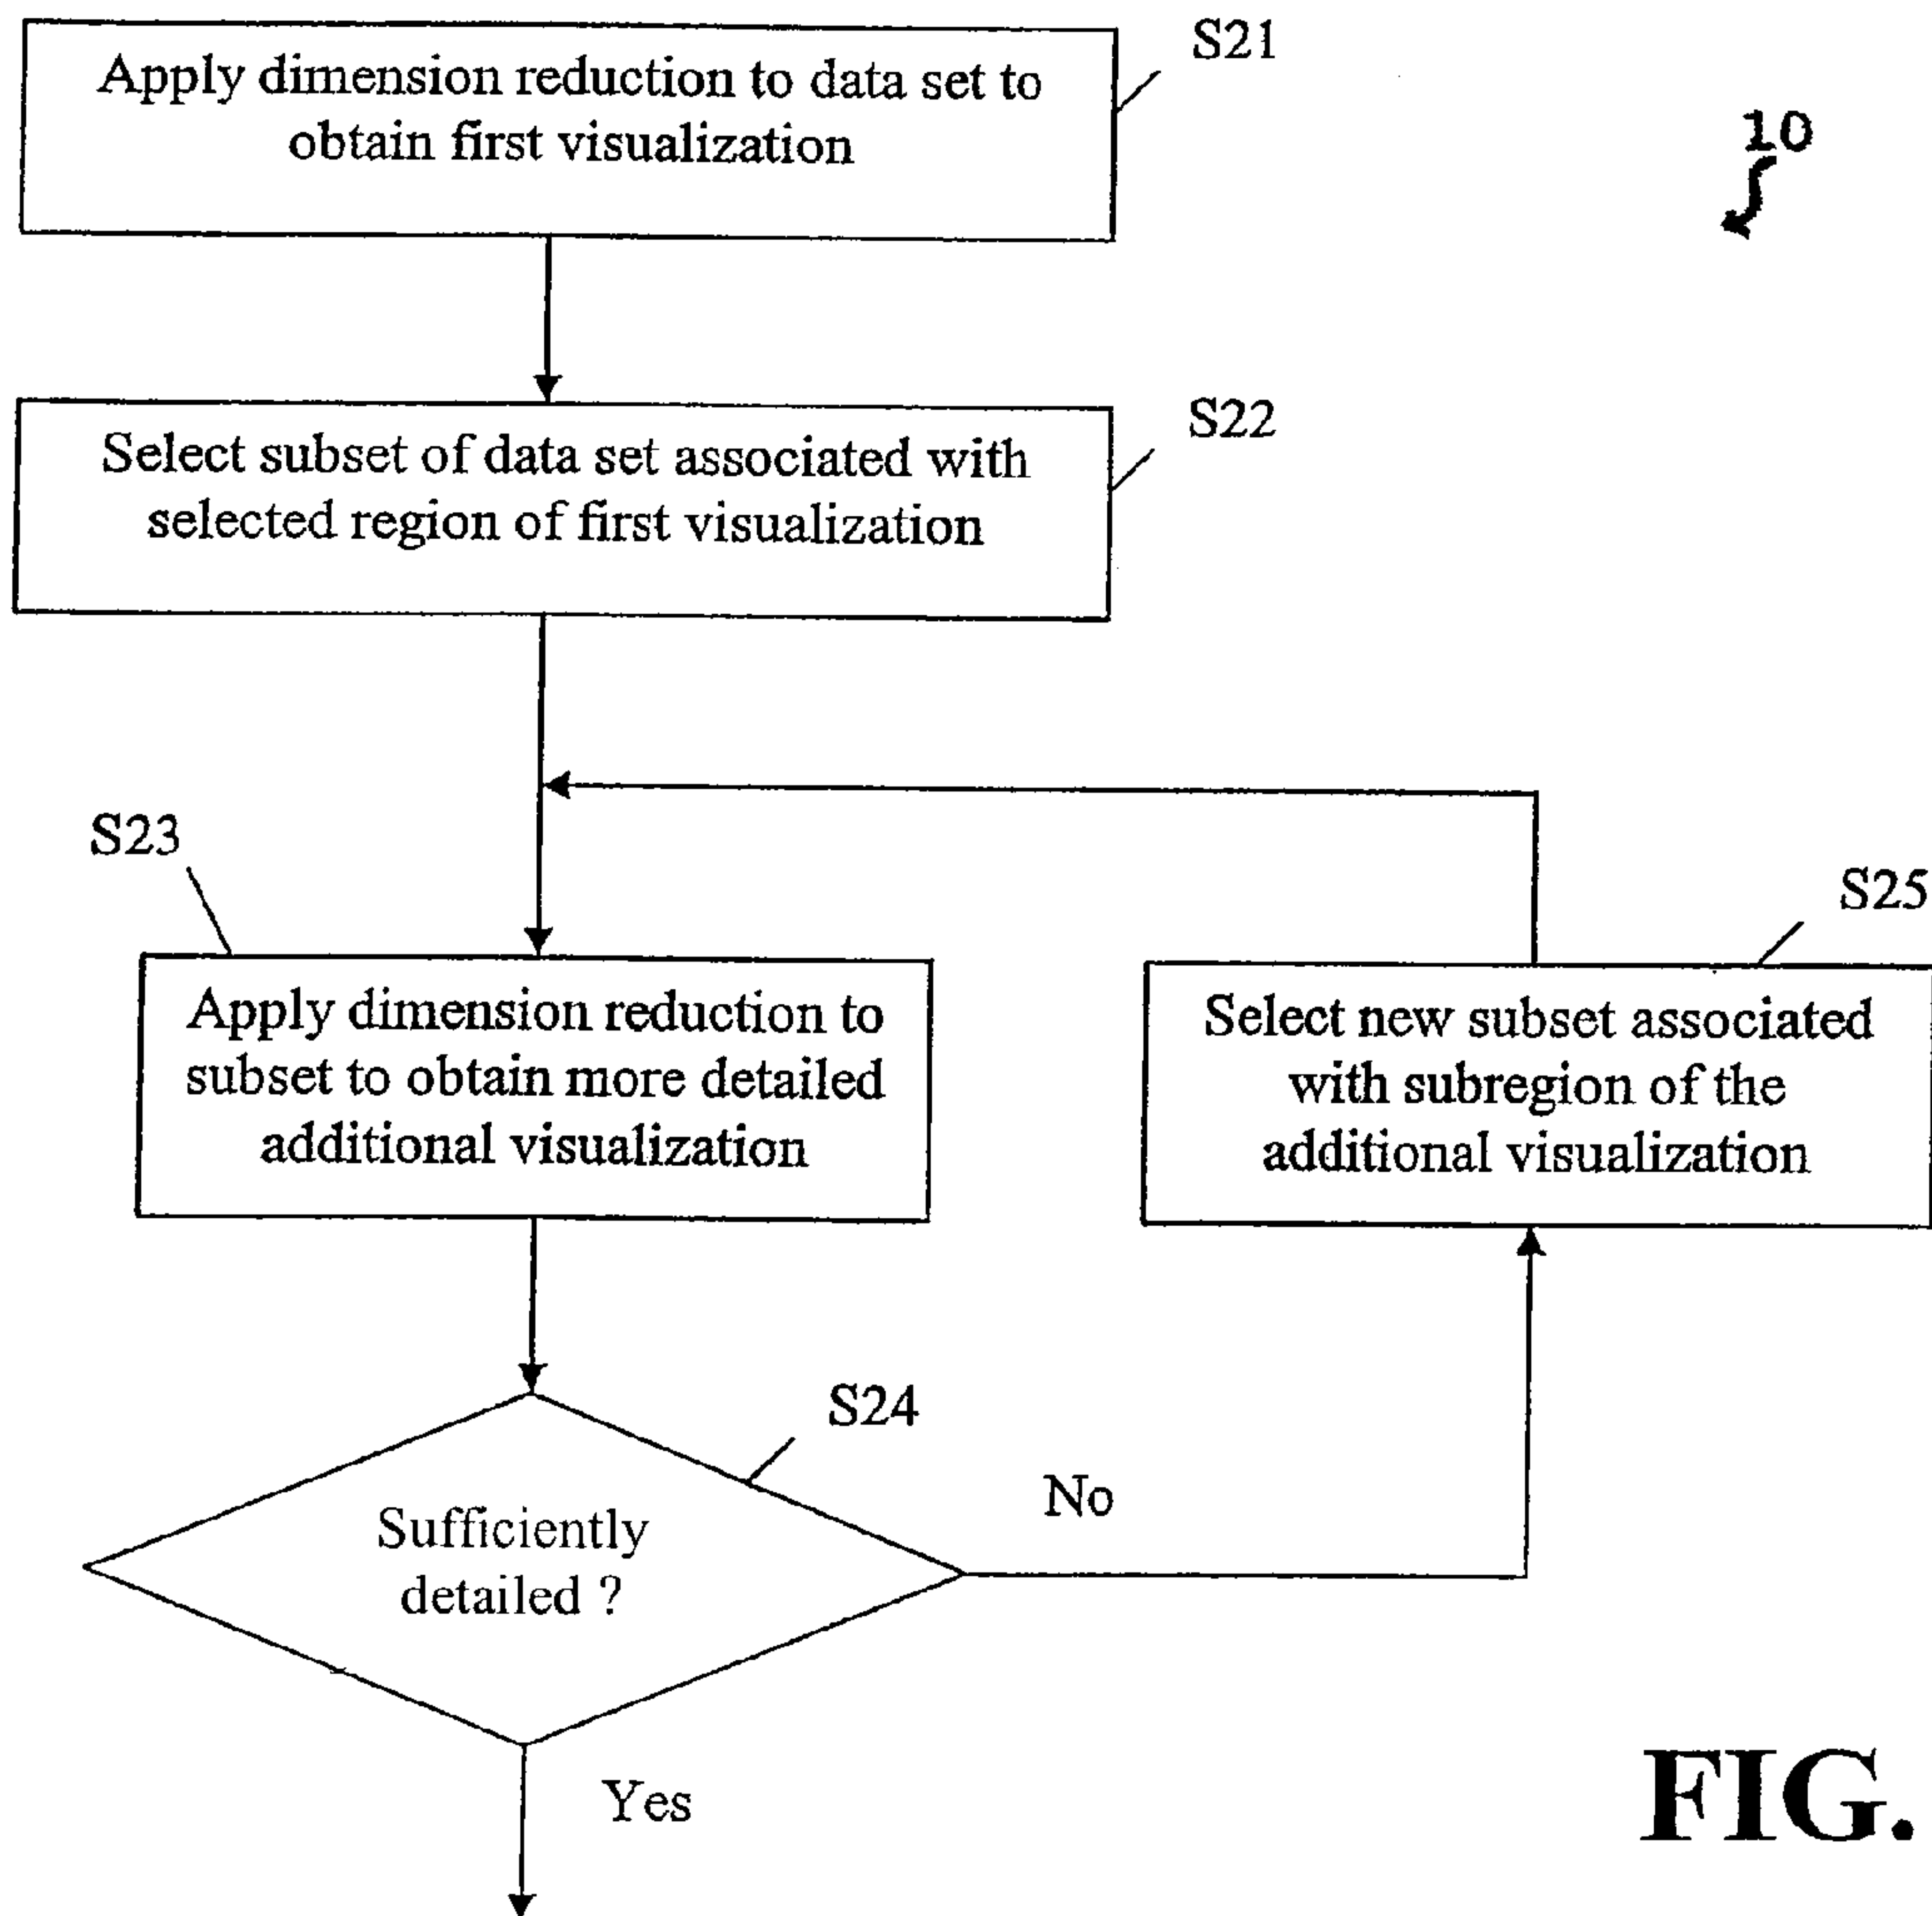 S21
Apply dimension reduction to data set to
obtain first visualization
10
S22
Select subset of data set associated with
selected region of first visualization
S23
S25
Apply dimension reduction to
subset to obtain more detailed
additional visualization
Select new subset associated
with subregion of the
additional visualization
S24
No
Sufficiently
detailed ?
Yes
FIG.